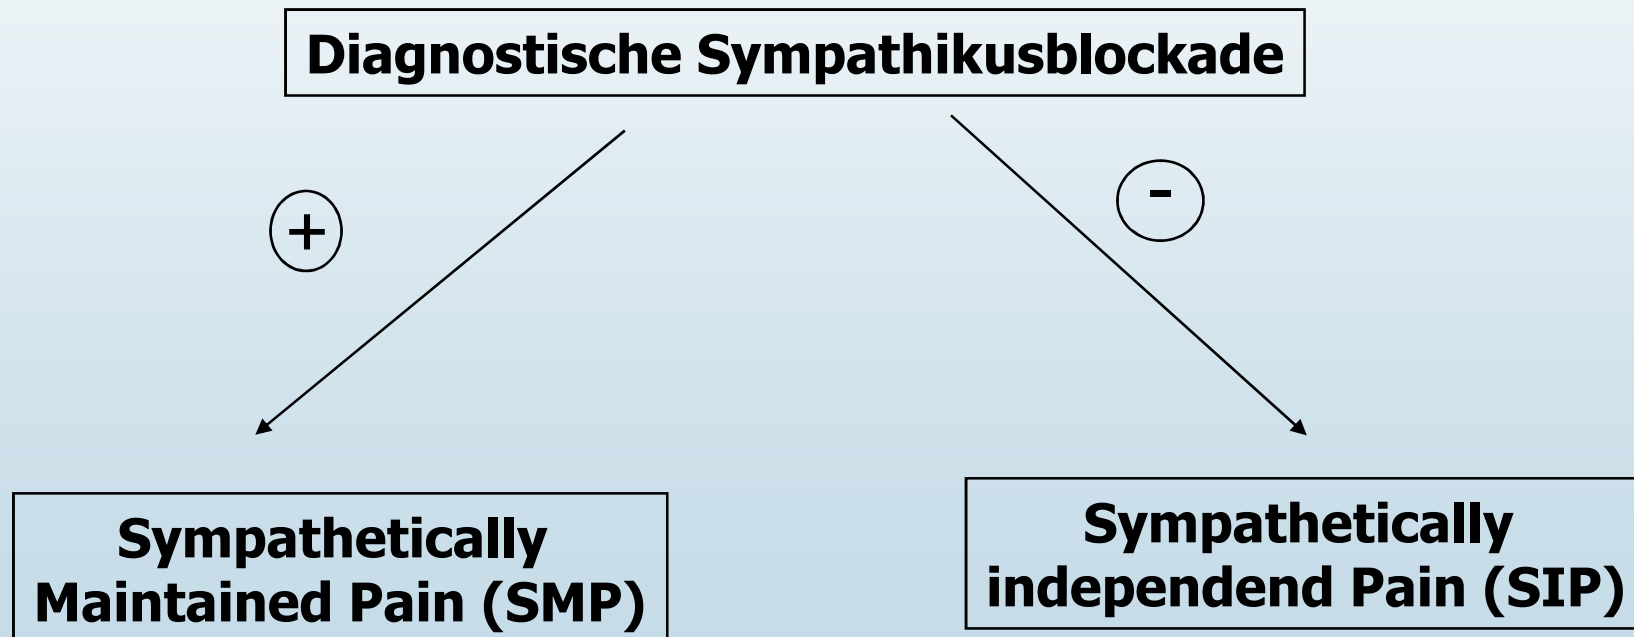 Diagnostische Sympathikusblockade
+
-
Sympathetically
Maintained Pain (SMP)
Sympathetically
independend Pain (SIP)